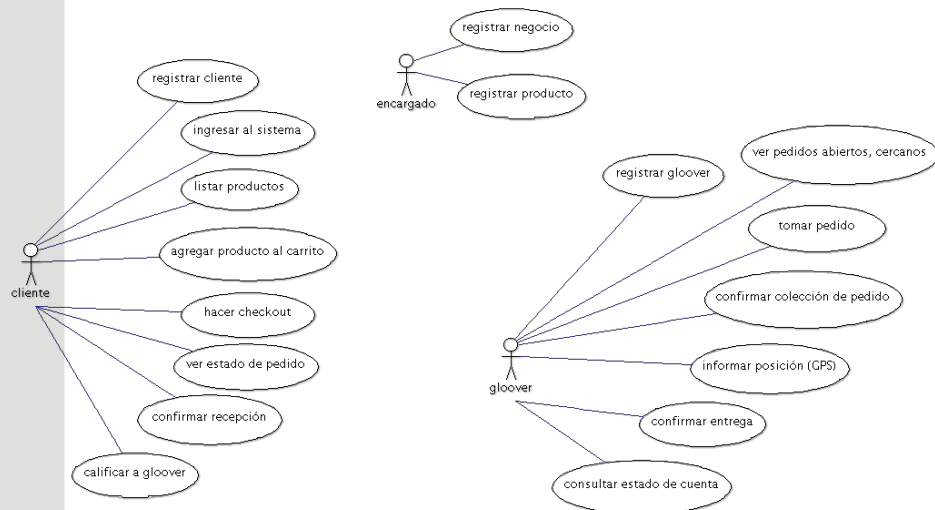 registrar negocio
encargado
registrar producto
registrar cliente
ingresar al sistema
listar productos
agregar producto al carrito
cliente
hacer checkout
ver estado de pedido
confirmar recepción
calificar a gloover
ver pedidos abiertos, cercanos
registrar gloover
tomar pedido
confirmar colección de pedido
informar posición (GPS)
gloover
confirmar entrega
consultar estado de cuenta